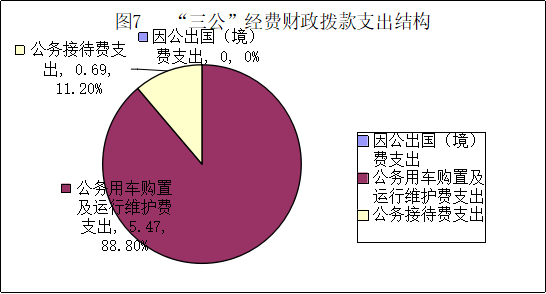 图7 “三公”经费财政拨款支出结构
因公出国（境）
费支出, 0, 0%
公务接待费支
出, 0.69,
11.20%
公务用车购置
及运行维护费
支出, 5.47,
88.80%
因公出国（境）
费支出
公务用车购置及
运行维护费支出
公务接待费支出